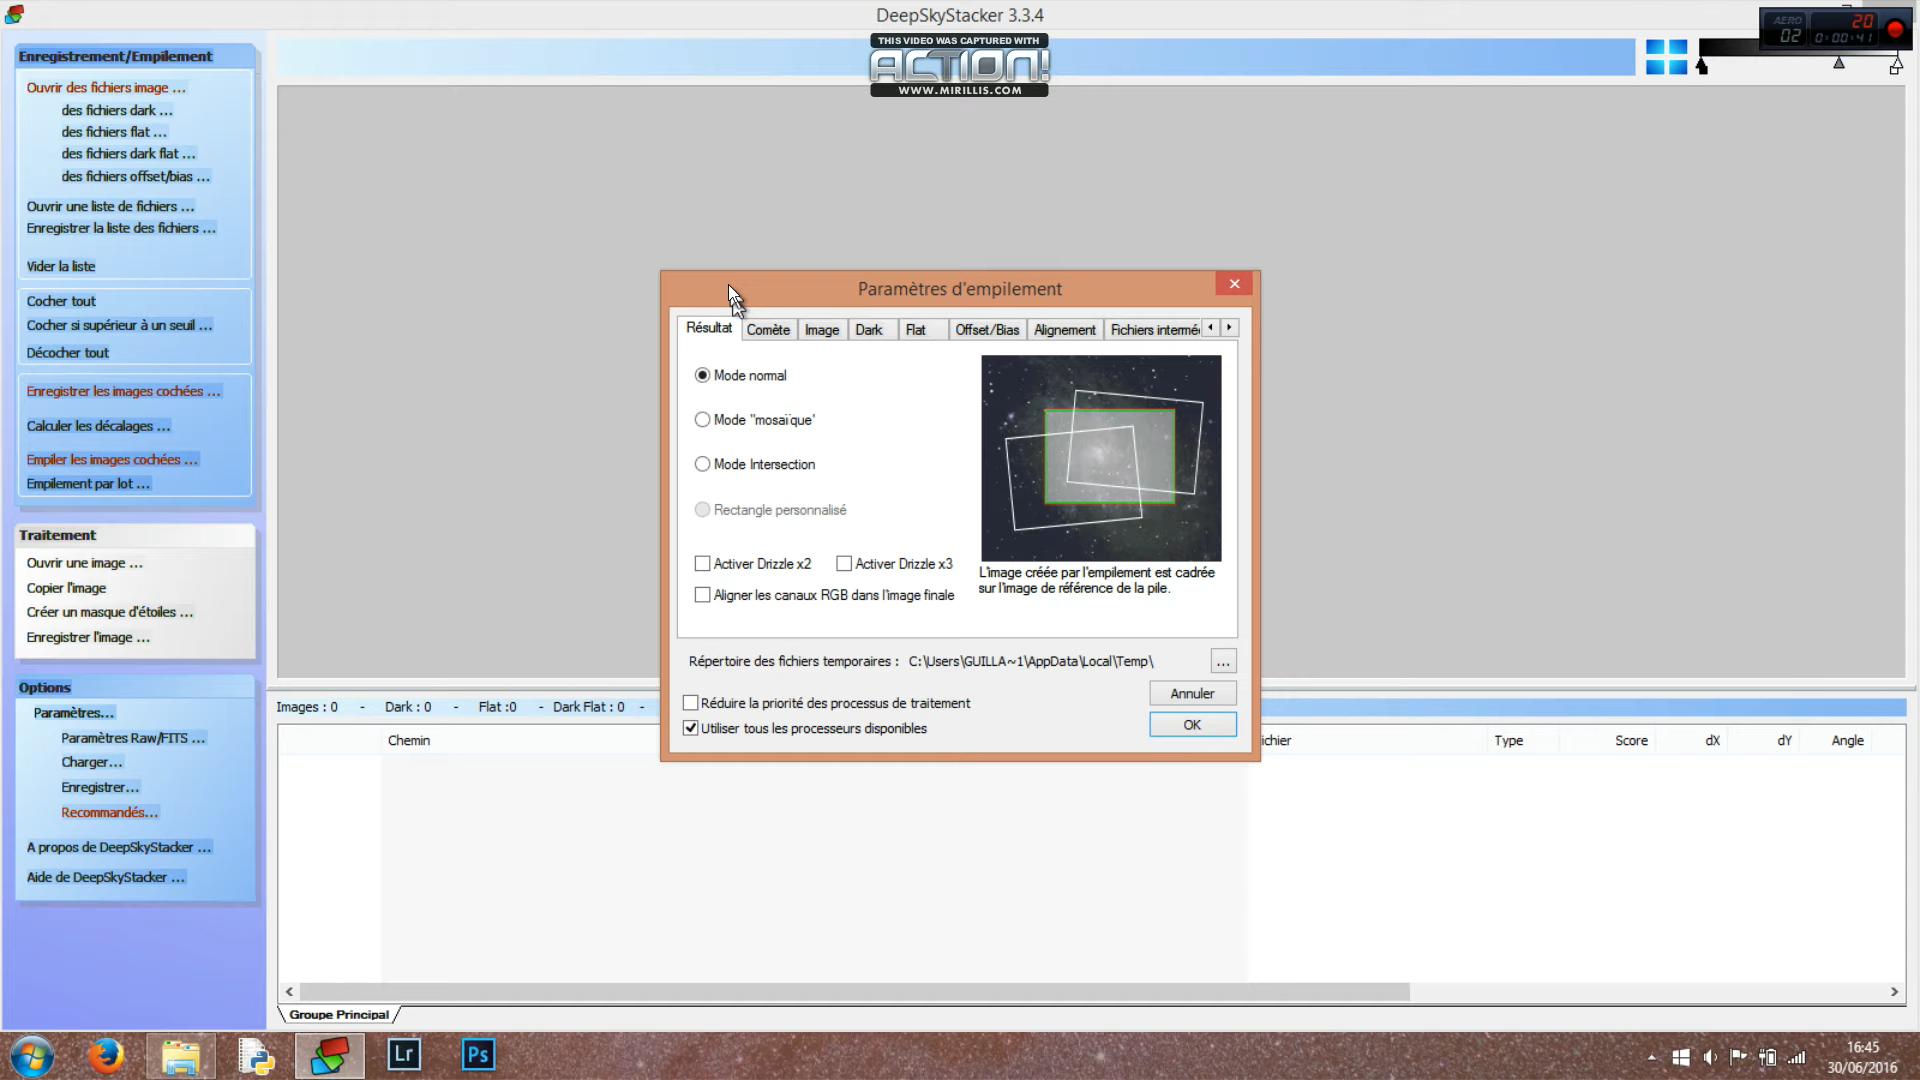 DeepSkyStacker 3.3.4
AERO
02
20
0:00:41
THIS VIDEO WAS CAPTURED WITH
ACTION!
WWW.MIRILLIS.COM
Enregistrement/Empilement
Ouvrir des fichiers image ...
des fichiers dark ...
des fichiers flat ...
des fichiers dark flat ...
des fichiers offset/bias ...
Ouvrir une liste de fichiers ...
Enregistrer la liste des fichiers ...
Vider la liste
Cocher tout
Cocher si supérieur à un seuil ...
Décocher tout
Enregistrer les images cochées ...
Calculer les décalages ...
Empiler les images cochées ...
Empilement par lot ...
Traitement
Ouvrir une image ...
Copier l'image
Créer un masque d'étoiles ...
Enregistrer l'image ...
Options
Paramètres...
Paramètres Raw/FITS ...
Charger...
Enregistrer...
Recommandés...
A propos de DeepSkyStacker ...
Aide de DeepSkyStacker ...
Paramètres d'empilement
Résultat Comète Image Dark Flat Offset/Bias Alignement Fichiers intermé
Mode normal
Mode "mosaïque'
Mode Intersection
Rectangle personnalisé
Activer Drizzle x2 Activer Drizzle x3
Aligner les canaux RGB dans l'image finale
L'image créée par l'empilement est cadrée
sur l'image de référence de la pile.
Répertoire des fichiers temporaires : C:\Users\GUILLA~1\AppData\Local\Temp\ ...
Réduire la priorité des processus de traitement
Utiliser tous les processeurs disponibles
Annuler
OK
Images : 0 - Dark : 0 - Flat :0 - Dark Flat : 0 -
Chemin ichier Type Score dX dY Angle
Groupe Principal
Lr
Ps
16:45
30/06/2016